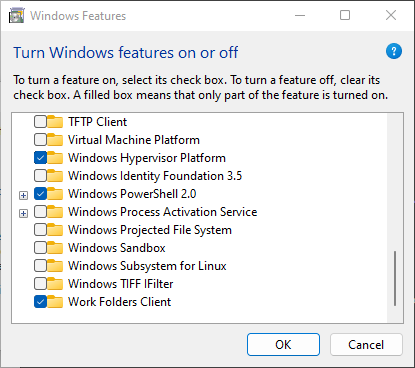 Windows Features
Turn Windows features on or off
To turn a feature on, select its check box. To turn a feature off, clear its
check box. A filled box means that only part of the feature is turned on.
TFTP Client
Virtual Machine Platform
Windows Hypervisor Platform
Windows Identity Foundation 3.5
Windows PowerShell 2.0
Windows Process Activation Service
Windows Projected File System
Windows Sandbox
Windows Subsystem for Linux
Windows TIFF IFilter
Work Folders Client
OK
Cancel